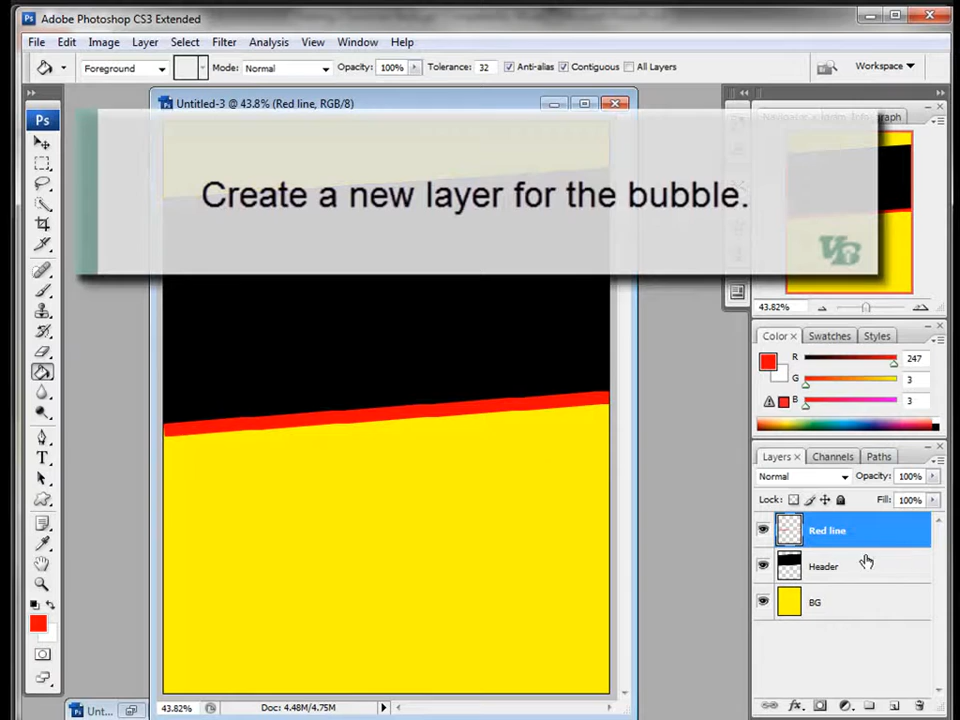 Adobe Photoshop CS3 Extended
File Edit Image Layer Select Filter Analysis View Window Help
Foreground Mode: Normal Opacity: 100% Tolerance: 32 Anti-alias Contiguous All Layers Workspace
Untitled-3 @ 43.8% (Red line, RGB/8)
Ps
Create a new layer for the bubble.
VB
43.82%
Color × Swatches Styles
R 247
G 3
B 3
Layers × Channels Paths
Normal Opacity: 100%
Lock: Fill: 100%
Red line
Header
BG
43.82% Doc: 4.48M/4.75M
Unt...